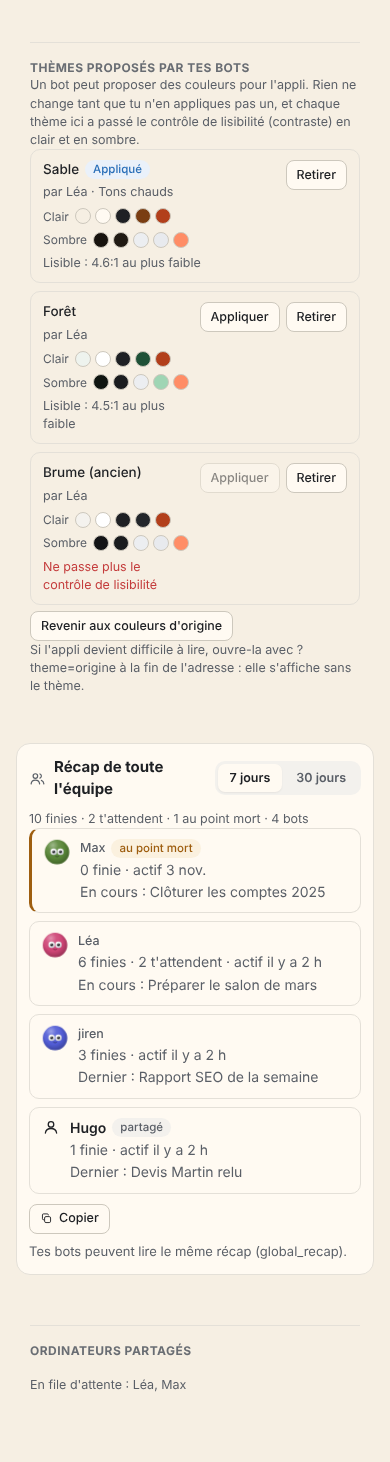 THÈMES PROPOSÉS PAR TES BOTS
Un bot peut proposer des couleurs pour l'appli. Rien ne
change tant que tu n'en appliques pas un, et chaque
thème ici a passé le contrôle de lisibilité (contraste) en
clair et en sombre.
Sable Appliqué Retirer
par Léa · Tons chauds
Clair
Sombre
Lisible : 4.6:1 au plus faible
Forêt Appliquer Retirer
par Léa
Clair
Sombre
Lisible : 4.5:1 au plus
faible
Brume (ancien) Appliquer Retirer
par Léa
Clair
Sombre
Ne passe plus le
contrôle de lisibilité
Revenir aux couleurs d'origine
Si l'appli devient difficile à lire, ouvre-la avec ?
theme=origine à la fin de l'adresse : elle s'affiche sans
le thème.
Récap de toute
l'équipe
7 jours 30 jours
10 finies · 2 t'attendent · 1 au point mort · 4 bots
Max au point mort
0 finie · actif 3 nov.
En cours : Clôturer les comptes 2025
Léa
6 finies · 2 t'attendent · actif il y a 2 h
En cours : Préparer le salon de mars
jiren
3 finies · actif il y a 2 h
Dernier : Rapport SEO de la semaine
Hugo partagé
1 finie · actif il y a 2 h
Dernier : Devis Martin relu
Copier
Tes bots peuvent lire le même récap (global_recap).
ORDINATEURS PARTAGÉS
En file d'attente : Léa, Max